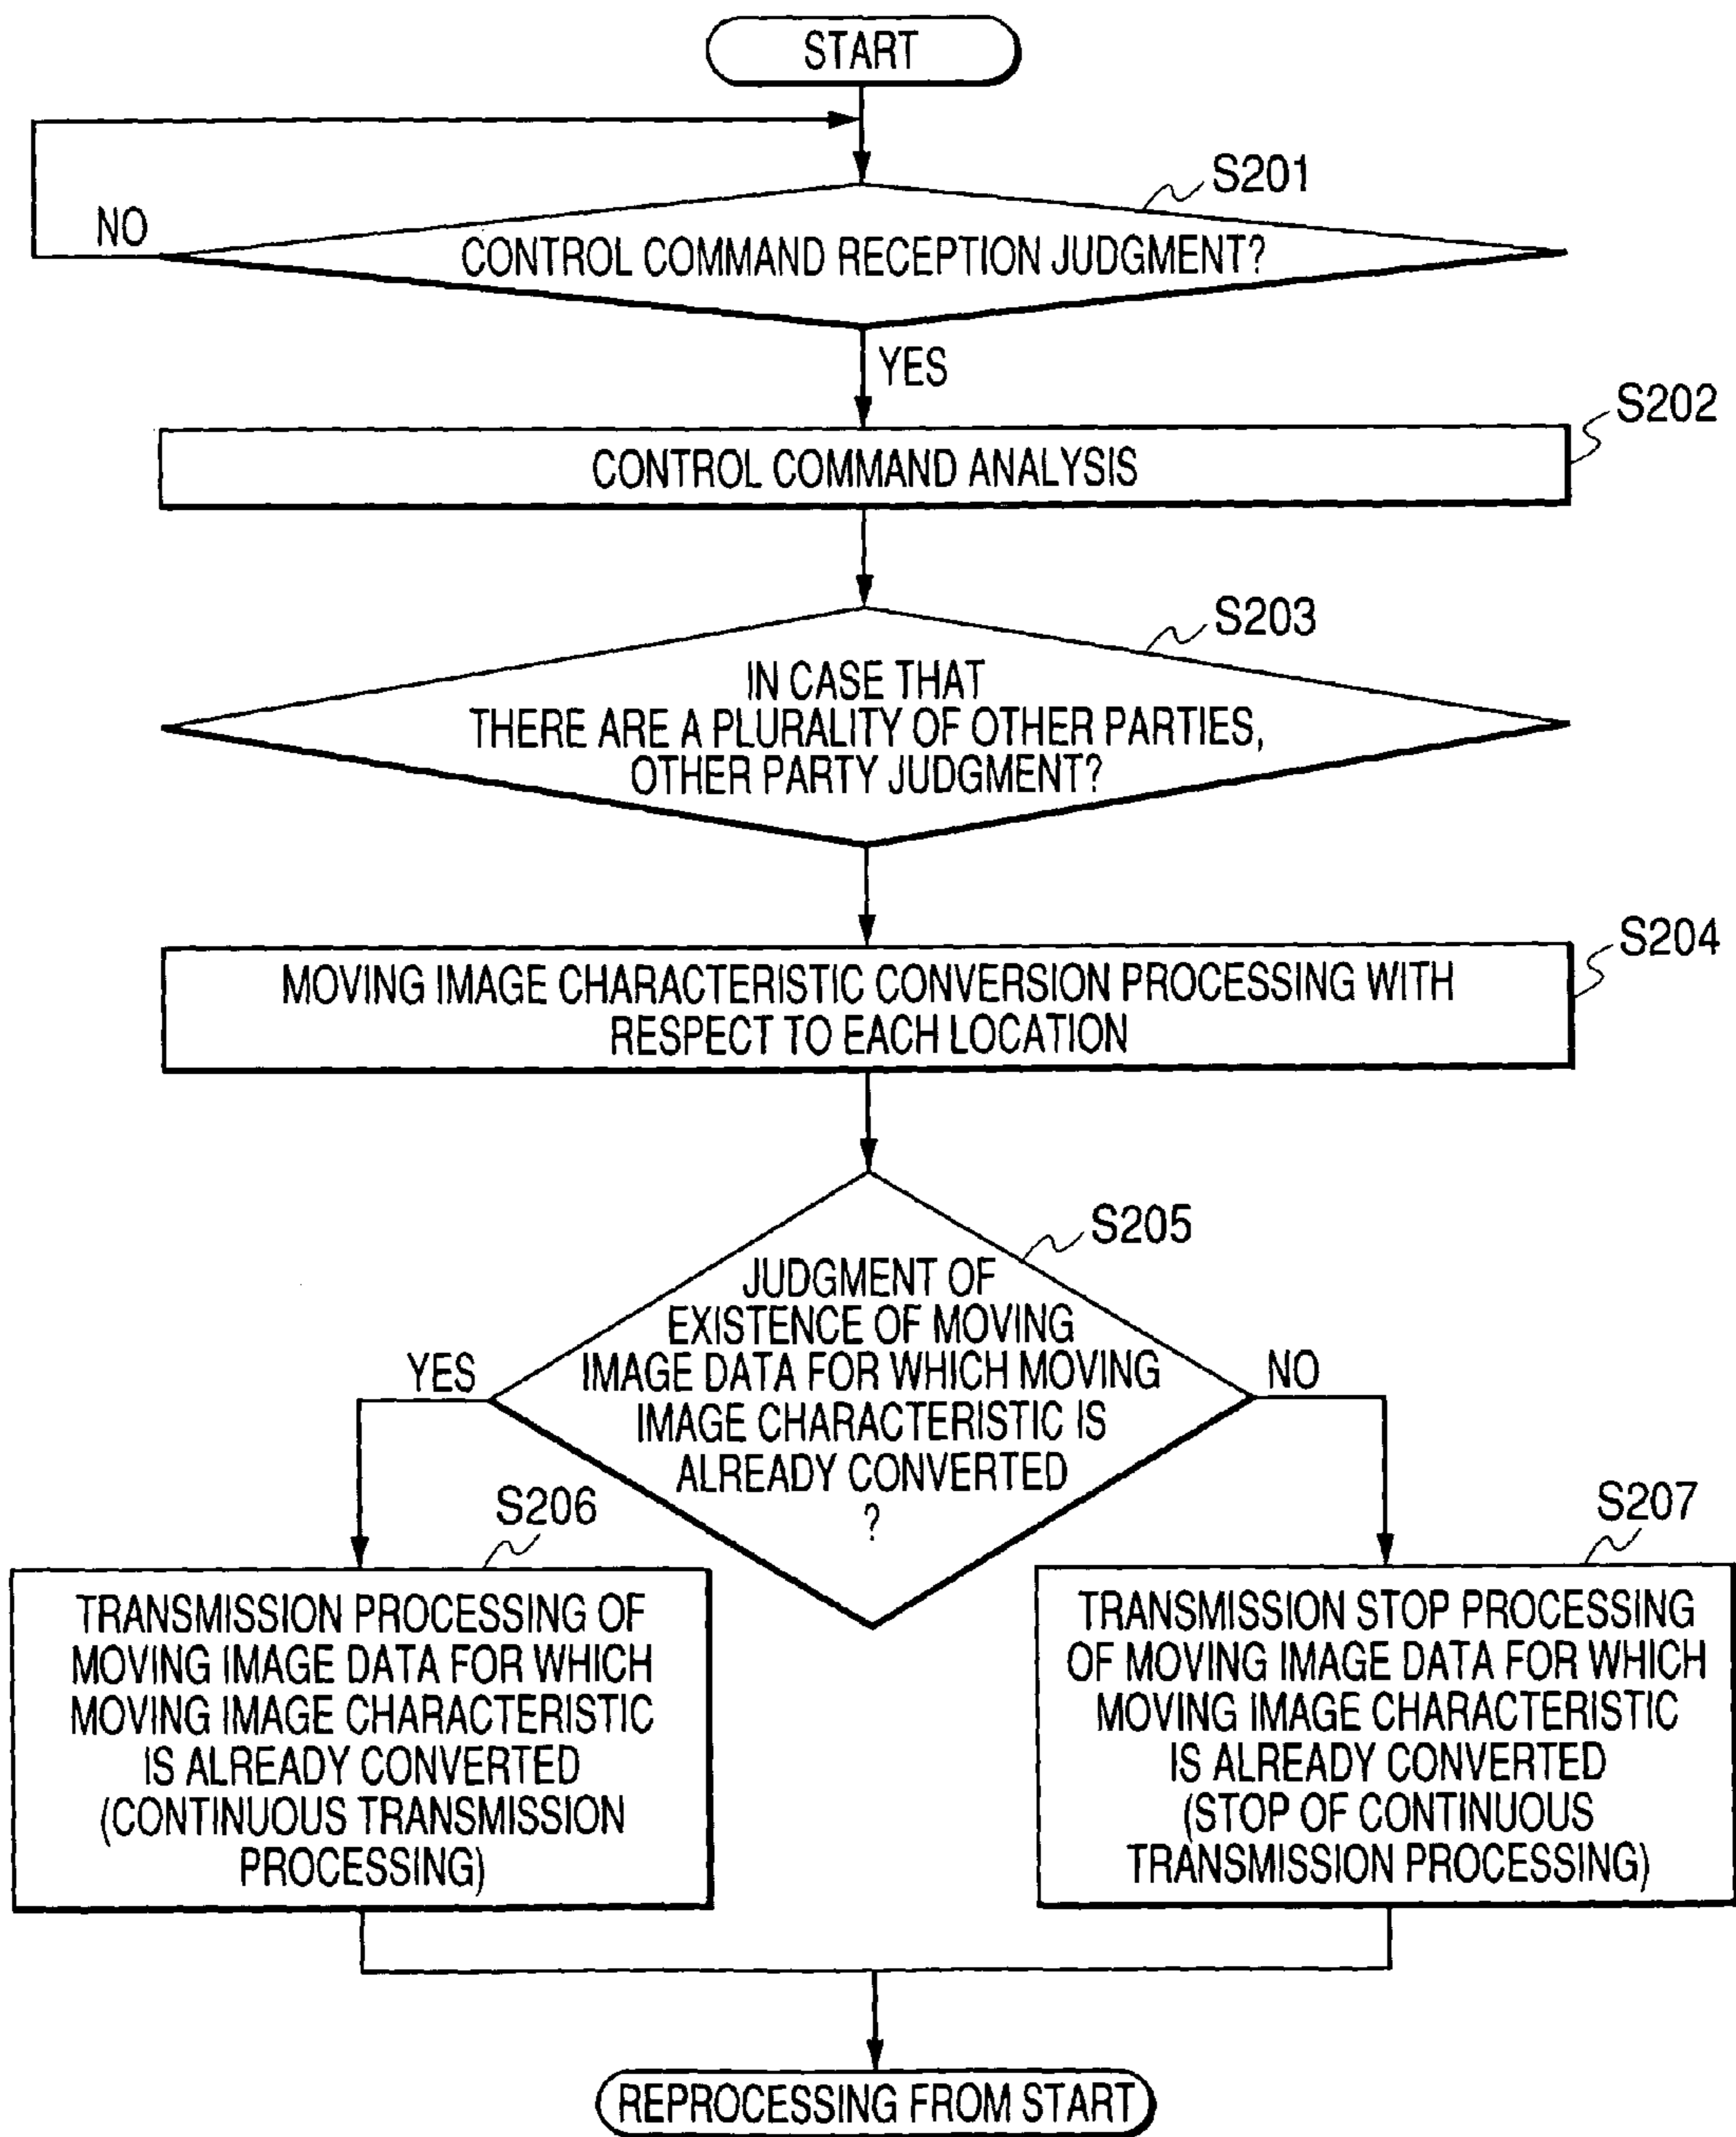 START
S201
NO
CONTROL COMMAND RECEPTION JUDGMENT?
YES
S202
CONTROL COMMAND ANALYSIS
S203
IN CASE THAT
THERE ARE A PLURALITY OF OTHER PARTIES,
OTHER PARTY JUDGMENT?
S204
MOVING IMAGE CHARACTERISTIC CONVERSION PROCESSING WITH
RESPECT TO EACH LOCATION
S205
JUDGMENT OF
EXISTENCE OF MOVING
IMAGE DATA FOR WHICH MOVING
IMAGE CHARACTERISTIC IS
ALREADY CONVERTED
?
YES
NO
S206
TRANSMISSION PROCESSING OF
MOVING IMAGE DATA FOR WHICH
MOVING IMAGE CHARACTERISTIC
IS ALREADY CONVERTED
(CONTINUOUS TRANSMISSION
PROCESSING)
S207
TRANSMISSION STOP PROCESSING
OF MOVING IMAGE DATA FOR WHICH
MOVING IMAGE CHARACTERISTIC
IS ALREADY CONVERTED
(STOP OF CONTINUOUS
TRANSMISSION PROCESSING)
REPROCESSING FROM START